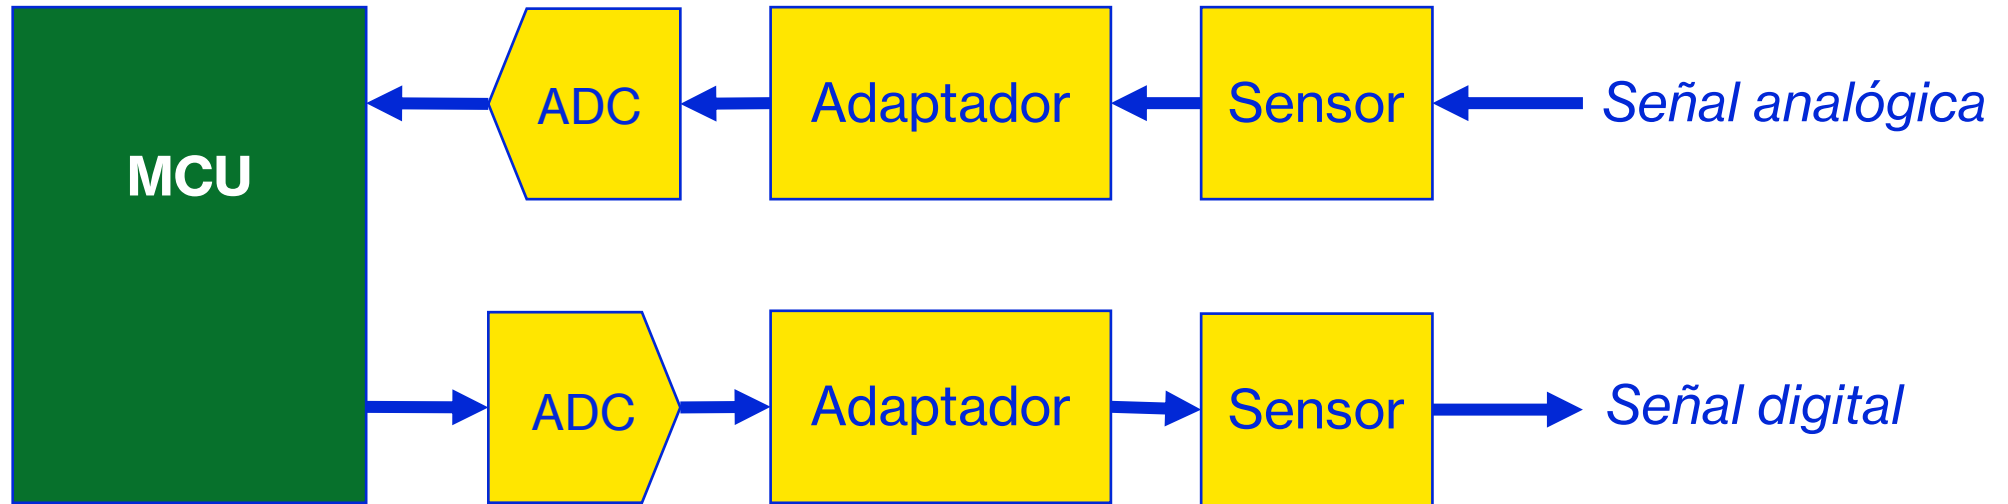 MCU
ADC
Adaptador
Sensor
Señal analógica
ADC
Adaptador
Sensor
Señal digital